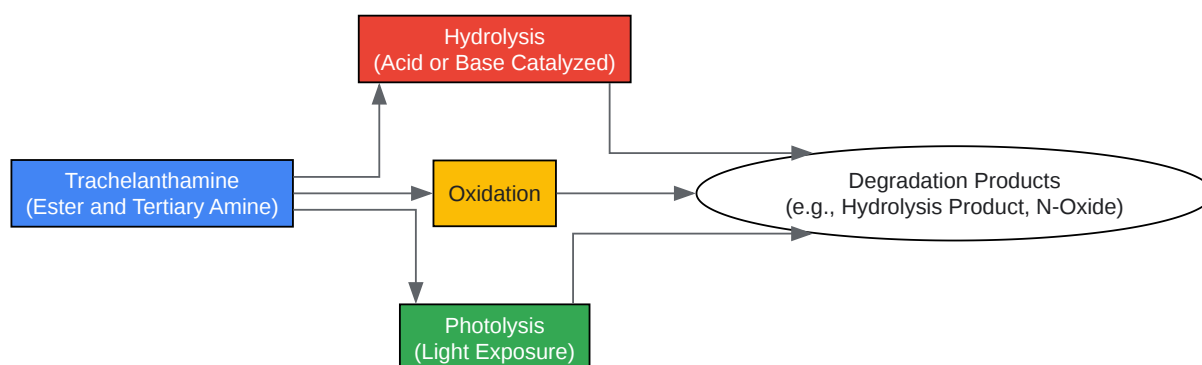 Hydrolysis
(Acid or Base Catalyzed)
Trachelanthamine
(Ester and Tertiary Amine)
Oxidation
Degradation Products
(e.g., Hydrolysis Product, N-Oxide)
Photolysis
(Light Exposure)